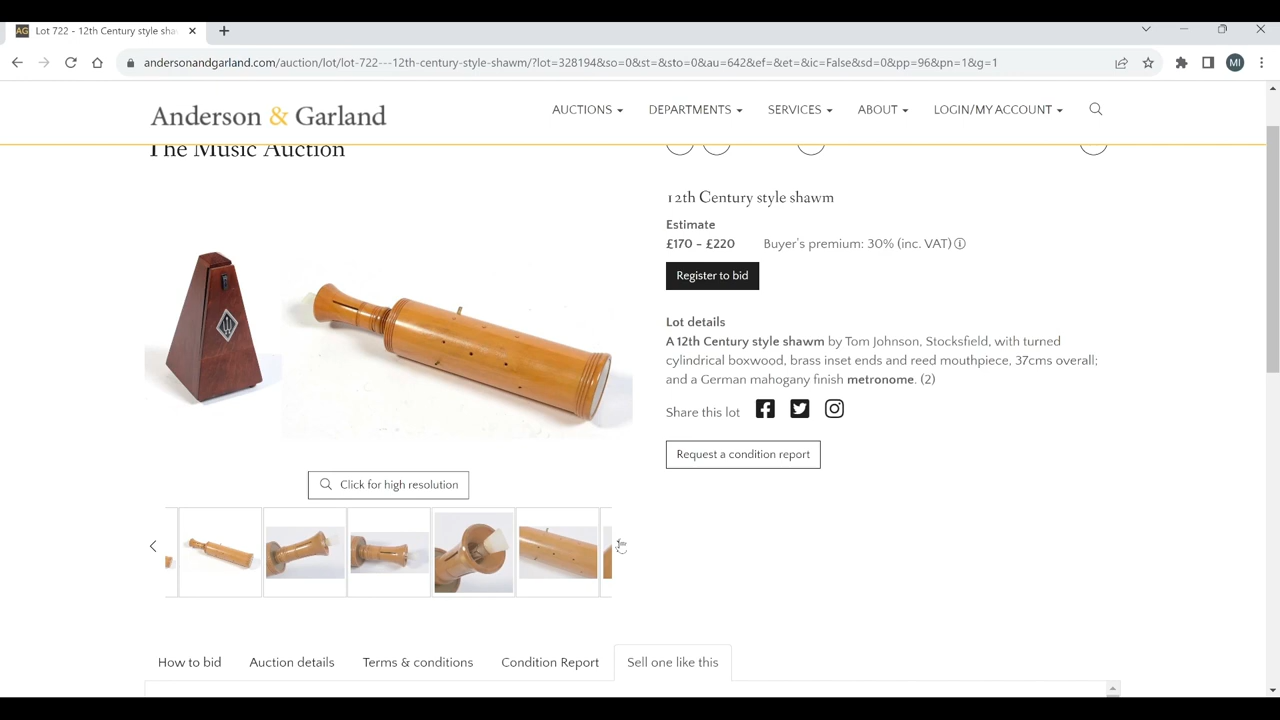 AG Lot 722 - 12th Century style sha
andersonandgarland.com/auction/lot/lot-722---12th-century-style-shawm/?lot=328194&so=0&st=&sto=0&au=642&ef=&et=&ic=False&sd=0&pp=96&pn=1&g=1
MI
Anderson & Garland
AUCTIONS DEPARTMENTS SERVICES ABOUT LOGIN/MY ACCOUNT
The Music Auction
12th Century style shawm
Estimate
£170 - £220 Buyer's premium: 30% (inc. VAT)
Register to bid
Lot details
A 12th Century style shawm by Tom Johnson, Stocksfield, with turned
cylindrical boxwood, brass inset ends and reed mouthpiece, 37cms overall;
and a German mahogany finish metronome. (2)
Share this lot
Request a condition report
Click for high resolution
How to bid Auction details Terms & conditions Condition Report Sell one like this